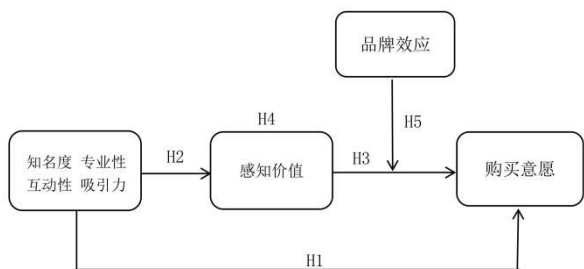 品牌效应
H4
H5
知名度 专业性
互动性 吸引力
H2
感知价值
H3
购买意愿
H1